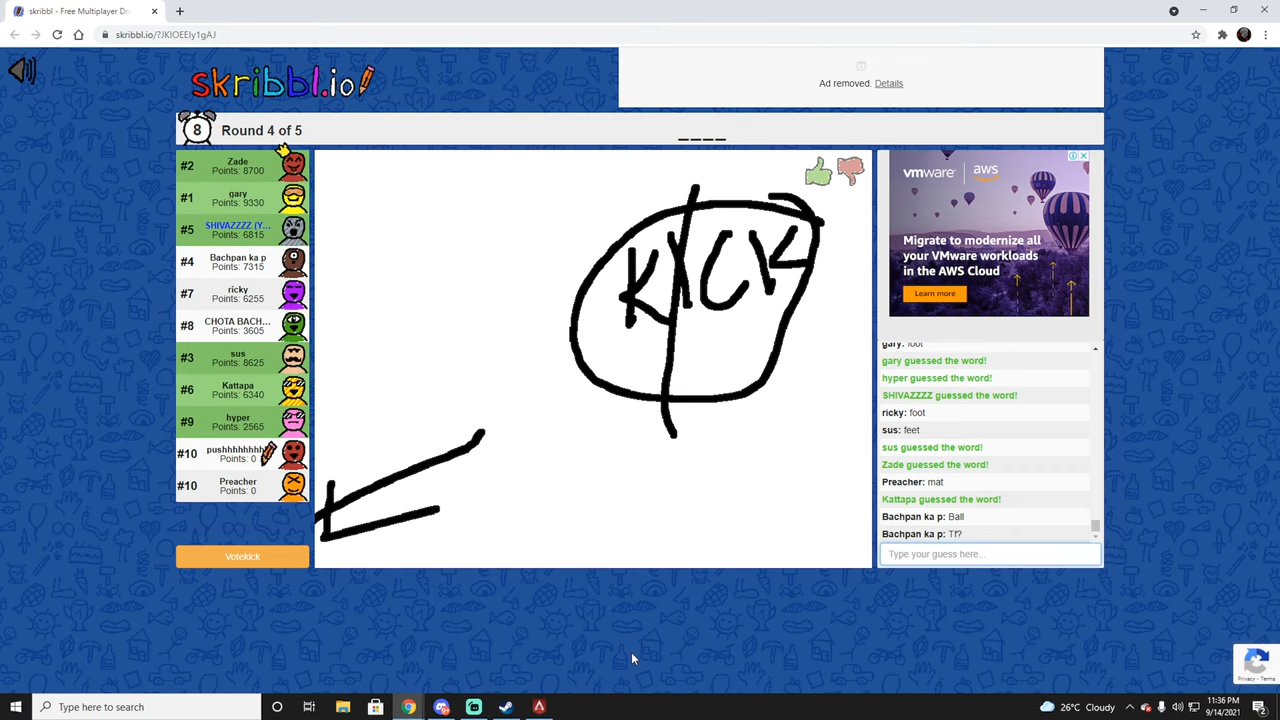 skribbl - Free Multiplayer Dr
skribbl.io/?JKIOEEIy1gAJ
skribbl.io
Ad removed. Details
8
Round 4 of 5
____
#2 Zade
Points: 8700
#1 gary
Points: 9330
#5 SHIVAZZZZ (Y...
Points: 6815
#4 Bachpan ka p
Points: 7315
#7 ricky
Points: 6255
#8 CHOTA BACH...
Points: 3605
#3 sus
Points: 8625
#6 Kattapa
Points: 6340
#9 hyper
Points: 2565
#10 pushhhhhhhh
Points: 0
#10 Preacher
Points: 0
Votekick
KICK
vmware | aws
Migrate to modernize all
your VMware workloads
in the AWS Cloud
Learn more
gary: foot
gary guessed the word!
hyper guessed the word!
SHIVAZZZZ guessed the word!
ricky: foot
sus: feet
sus guessed the word!
Zade guessed the word!
Preacher: mat
Kattapa guessed the word!
Bachpan ka p: Ball
Bachpan ka p: Tf?
Type your guess here...
Privacy - Terms
Type here to search
26°C Cloudy
11:36 PM
9/14/2021
2